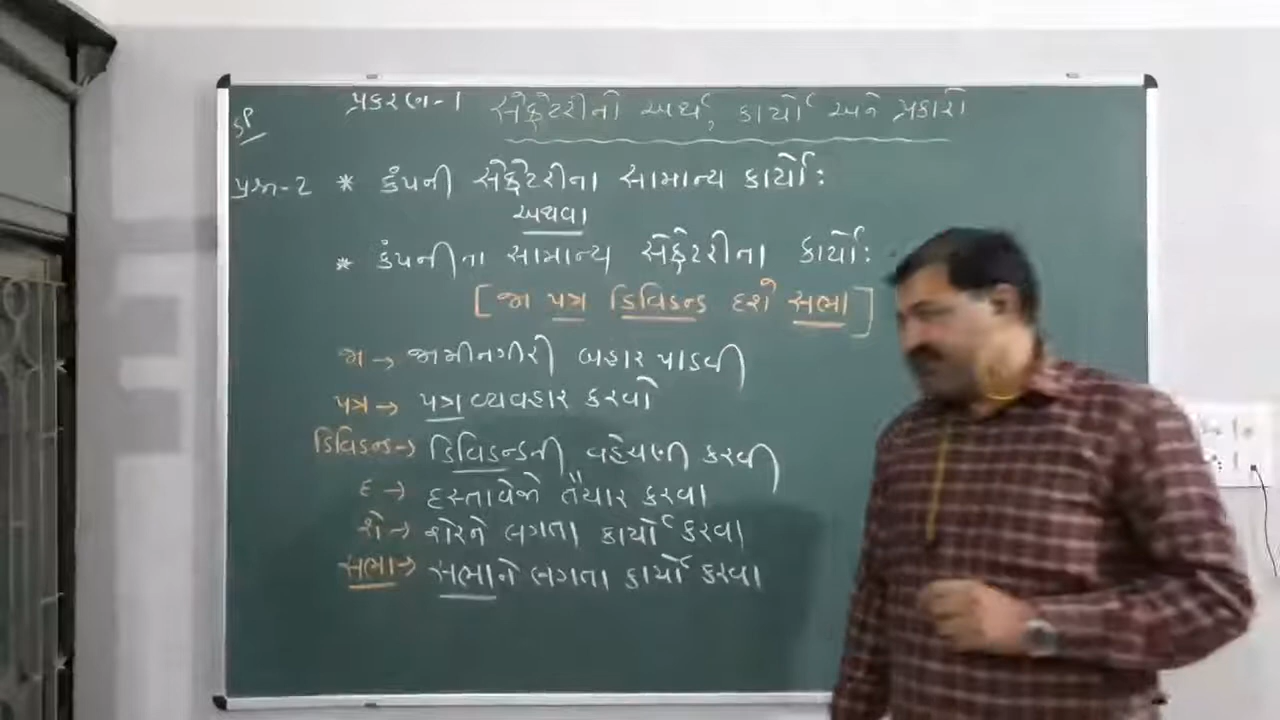 SP
પ્રકરણ-1 સેક્રેટરીનો અર્થ, કાર્યો અને પ્રકારો
પ્રશ્ન-2 * કંપની સેક્રેટરીના સામાન્ય કાર્યો:
અથવા
* કંપનીના સામાન્ય સેક્રેટરીના કાર્યો:
[ જા પત્ર ડિવિડન્ડ દશે સભા ]
જા → જામીનગીરી બહાર પાડવી
પત્ર → પત્રવ્યવહાર કરવો
ડિવિડન્ડ → ડિવિડન્ડની વહેંચણી કરવી
દ → દસ્તાવેજો તૈયાર કરવા
શે → શેરને લગતા કાર્યો કરવા
સભા → સભાને લગતા કાર્યો કરવા